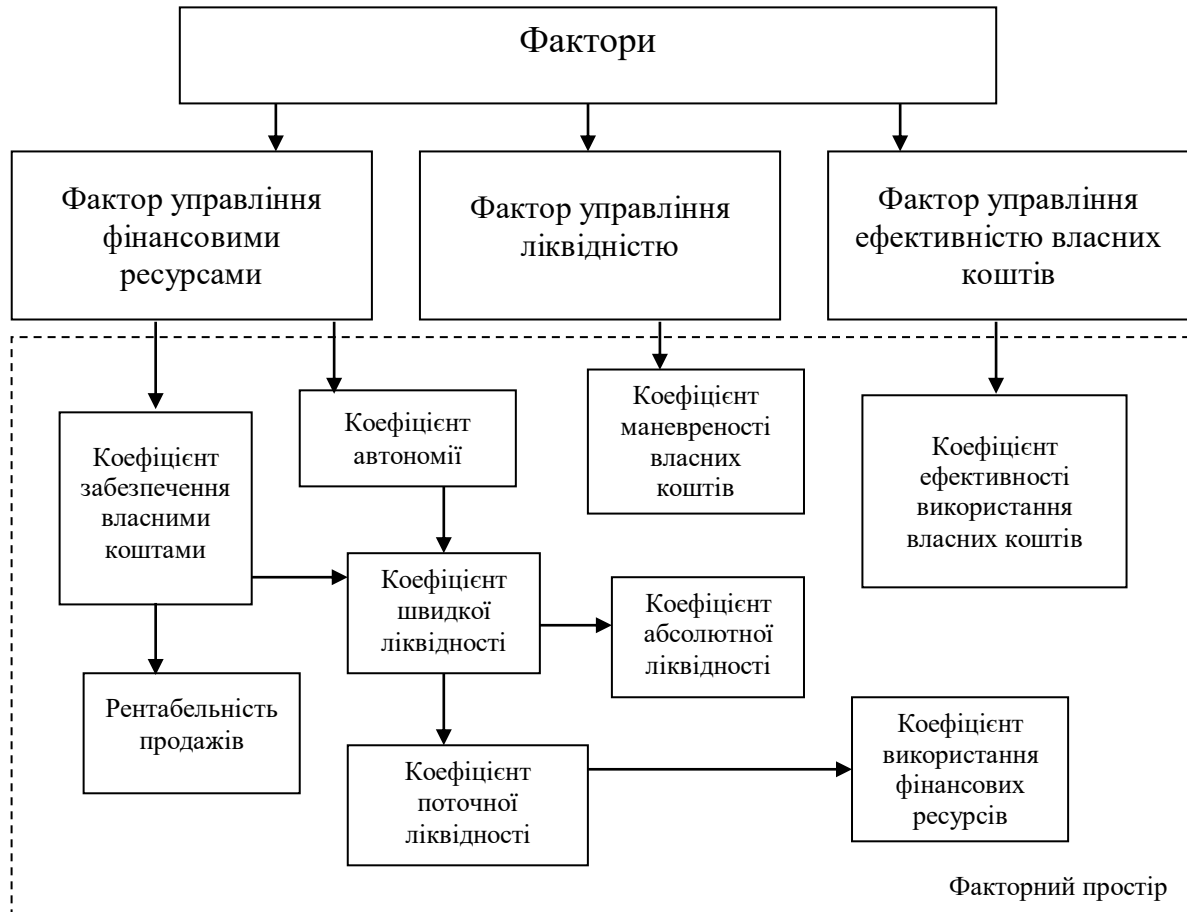 Фактори
Фактор управління
фінансовими
ресурсами
Фактор управління
ліквідністю
Фактор управління
ефективністю власних
коштів
Коефіцієнт
забезпечення
власними
коштами
Коефіцієнт
автономії
Коефіцієнт
маневреності
власних
коштів
Коефіцієнт
ефективності
використання
власних коштів
Коефіцієнт
швидкої
ліквідності
Коефіцієнт
абсолютної
ліквідності
Рентабельність
продажів
Коефіцієнт
поточної
ліквідності
Коефіцієнт
використання
фінансових
ресурсів
Факторний простір